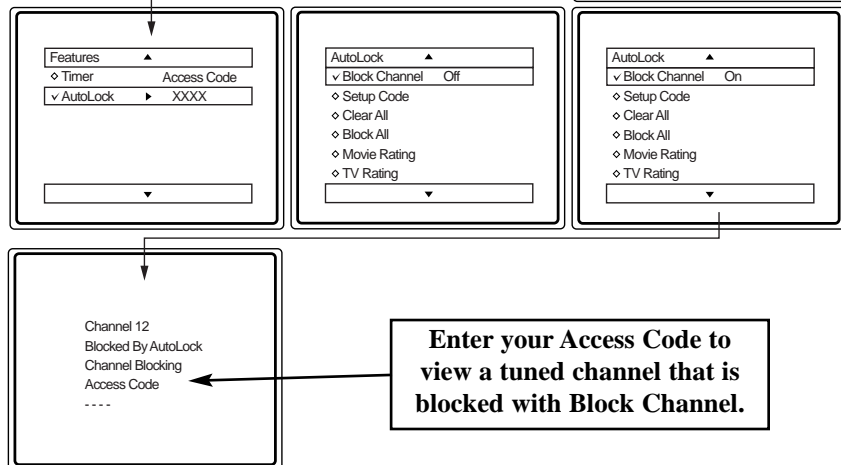 Features
Timer Access Code
AutoLock XXXX
AutoLock
Block Channel Off
Setup Code
Clear All
Block All
Movie Rating
TV Rating
AutoLock
Block Channel On
Setup Code
Clear All
Block All
Movie Rating
TV Rating
Channel 12
Blocked By AutoLock
Channel Blocking
Access Code
- - - -
Enter your Access Code to
view a tuned channel that is
blocked with Block Channel.